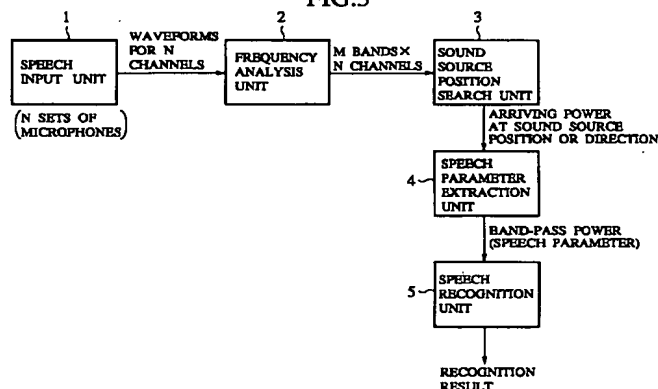 FIG.3
1
2
3
WAVEFORMS
FOR N
CHANNELS
M BANDS×
N CHANNELS
SPEECH
INPUT UNIT
FREQUENCY
ANALYSIS
UNIT
SOUND
SOURCE
POSITION
SEARCH UNIT
(N SETS OF
MICROPHONES)
ARRIVING POWER
AT SOUND SOURCE
POSITION OR DIRECTION
4
SPEECH
PARAMETER
EXTRACTION
UNIT
BAND-PASS POWER
(SPEECH PARAMETER)
5
SPEECH
RECOGNITION
UNIT
RECOGNITION
RESULT